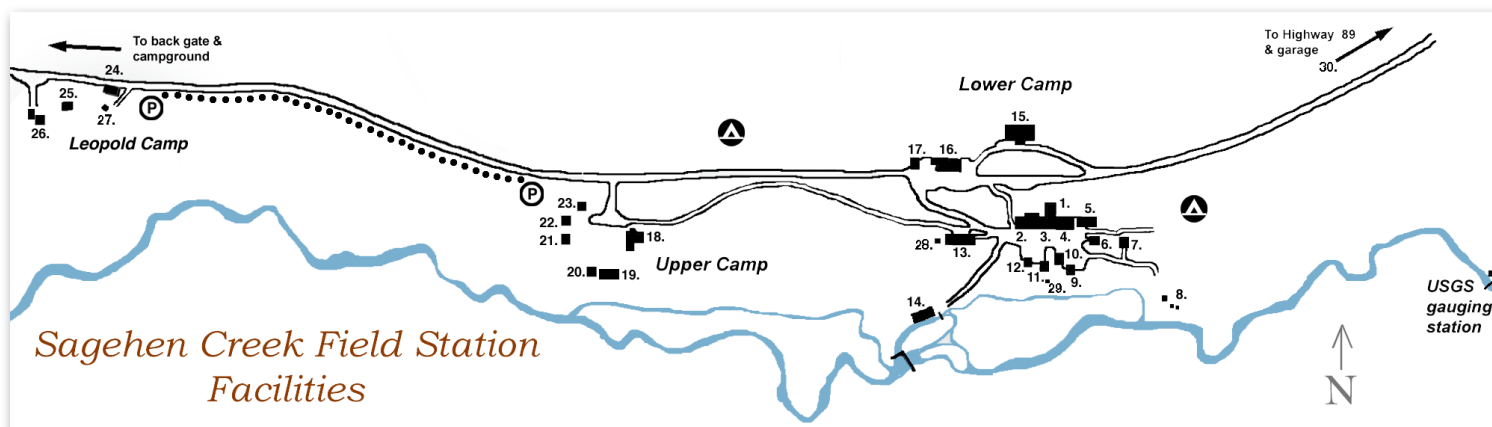 To back gate &
campground
24.
25.
26.
27.
P
Leopold Camp
P
23.
22.
21.
18.
20.
19.
Upper Camp
Lower Camp
15.
17.
16.
1.
5.
2.
3.
4.
6.
7.
28.
13.
12.
10.
11.
9.
29.
14.
8.
To Highway 89
& garage
30.
USGS
gauging
station
N
Sagehen Creek Field Station
Facilities